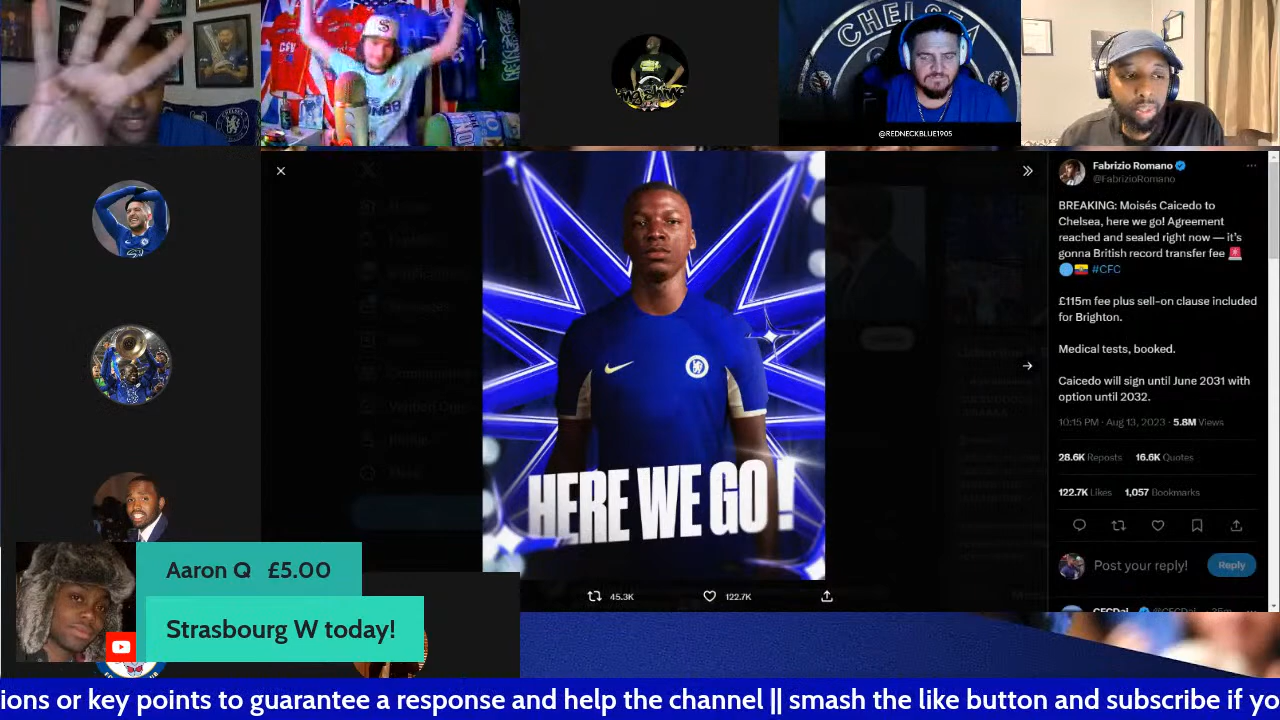 CHELSEA
@REDNECKBLUE1905
Fabrizio Romano
@FabrizioRomano
BREAKING: Moisés Caicedo to
Chelsea, here we go! Agreement
reached and sealed right now — it's
gonna British record transfer fee 🚨
🔵🇪🇨 #CFC
£115m fee plus sell-on clause included
for Brighton.
Medical tests, booked.
Caicedo will sign until June 2031 with
option until 2032.
10:15 PM · Aug 13, 2023 · 5.8M Views
28.6K Reposts 16.6K Quotes
122.7K Likes 1,057 Bookmarks
Post your reply!
Reply
HERE WE GO!
45.3K
122.7K
Aaron Q £5.00
Strasbourg W today!
ions or key points to guarantee a response and help the channel || smash the like button and subscribe if yo